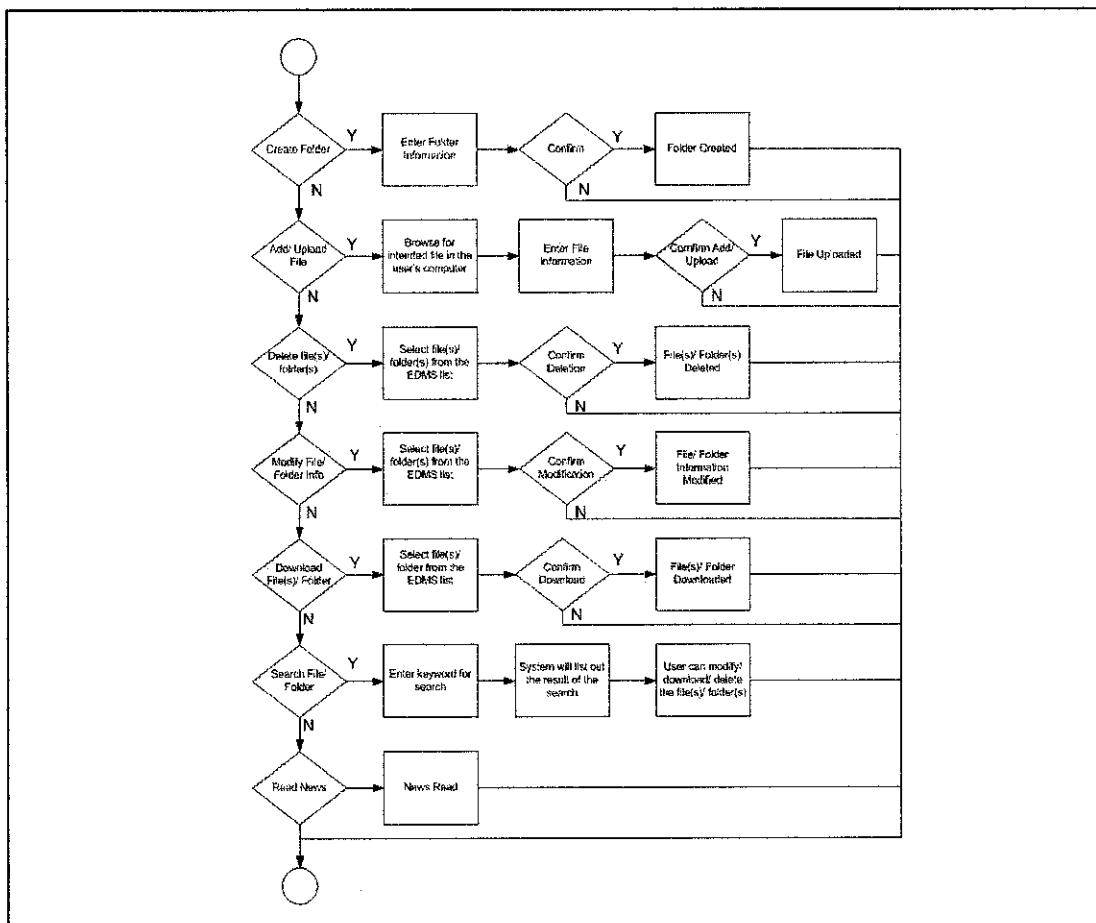 Y
Create Folder
Enter Folder
Information
Confirm
Y
Folder Created
N
N
Add/ Upload
File
Y
Browse for
intended file in the
user's computer
Enter File
Information
Comfirm Add/
Upload
Y
File Uploaded
N
N
Delete file(s)/
folder(s)
Y
Select file(s)/
folder(s) from the
EDMS list
Confirm
Deletion
Y
File(s)/ Folder(s)
Deleted
N
N
Modify File/
Folder Info
Y
Select file(s)/
folder(s) from the
EDMS list
Confirm
Modification
Y
File/ Folder
Information
Modified
N
N
Download
File(s)/ Folder
Y
Select file(s)/
folder from the
EDMS list
Confirm
Download
Y
File(s)/ Folder
Downloaded
N
N
Search File/
Folder
Y
Enter keyword for
search
System will list out
the result of the
search
User can modify/
download/ delete
the file(s)/ folder(s)
N
Read News
News Read